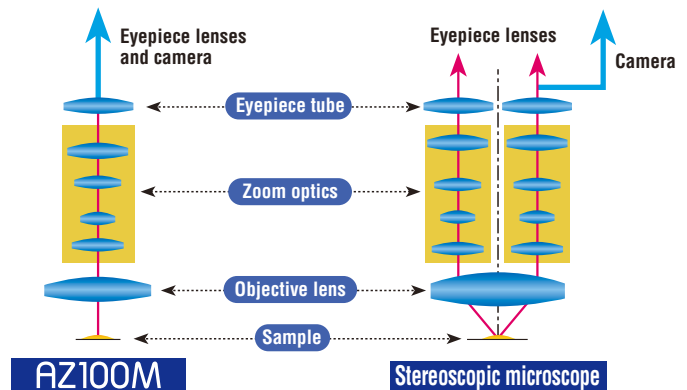 Eyepiece lenses
and camera
Eyepiece lenses
Camera
Eyepiece tube
Zoom optics
Objective lens
Sample
AZ100M
Stereoscopic microscope